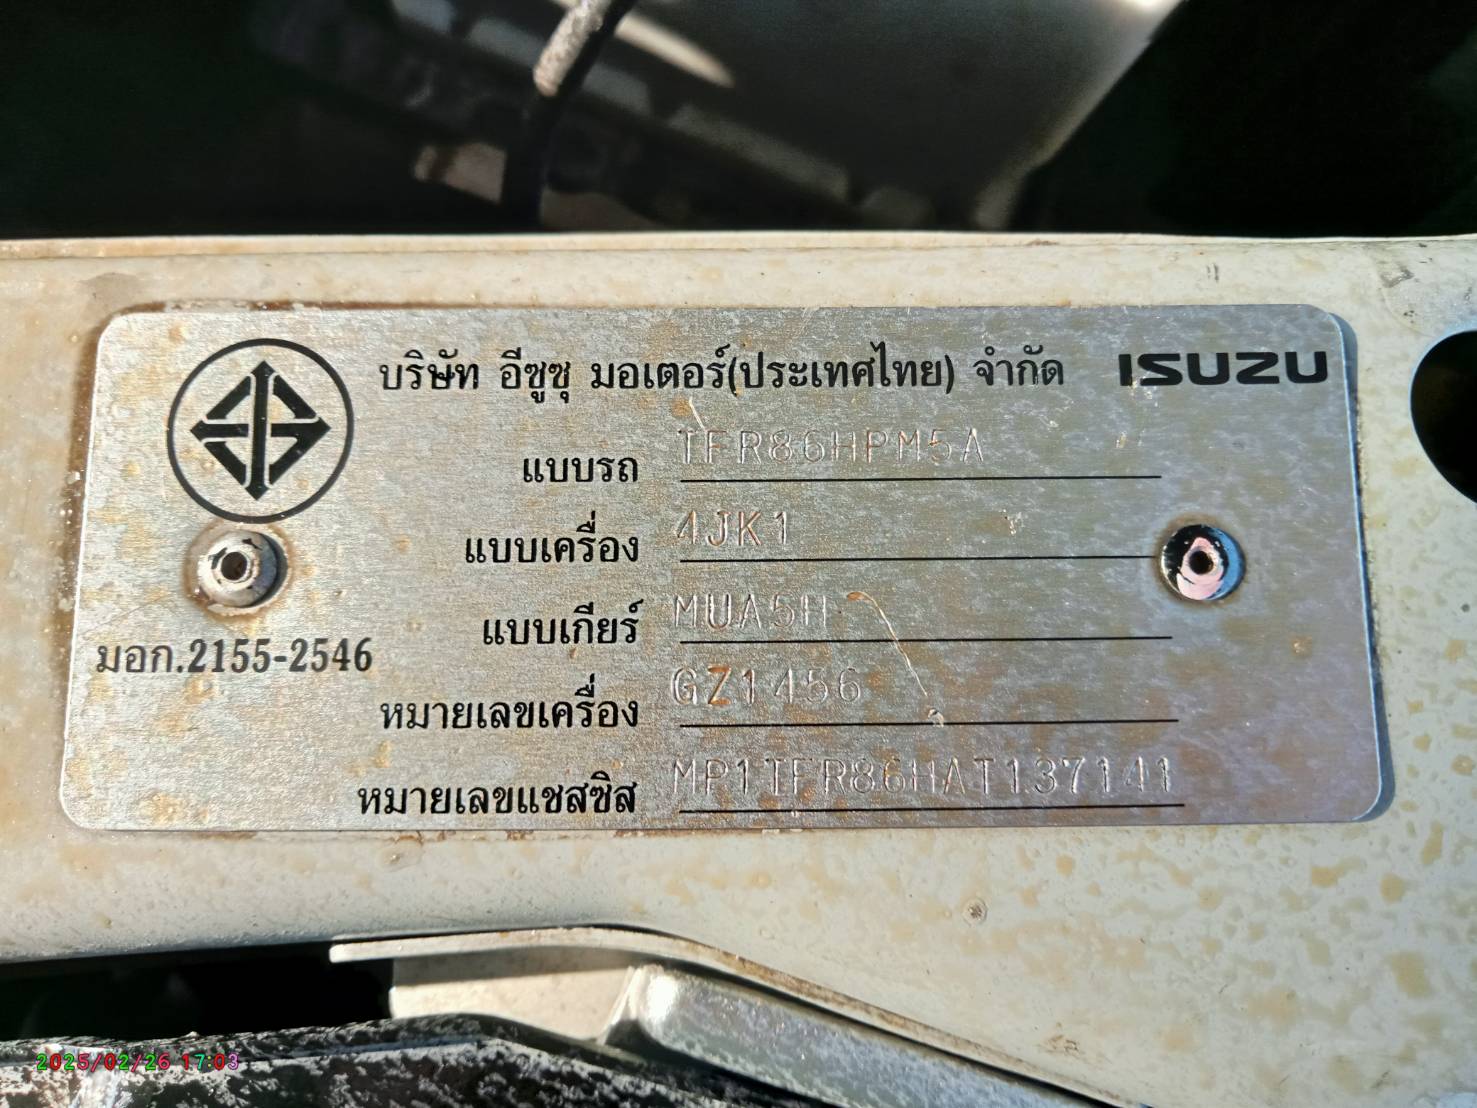 บริษัท อีซูซุ มอเตอร์(ประเทศไทย) จำกัด ISUZU
แบบรถ TFR86HPM5A
แบบเครื่อง 4JK1
แบบเกียร์ MUA5H
มอก.2155-2546
หมายเลขเครื่อง GZ1456
หมายเลขแชสซิส MP1TFR86HAT137141
2025/02/26 17:03